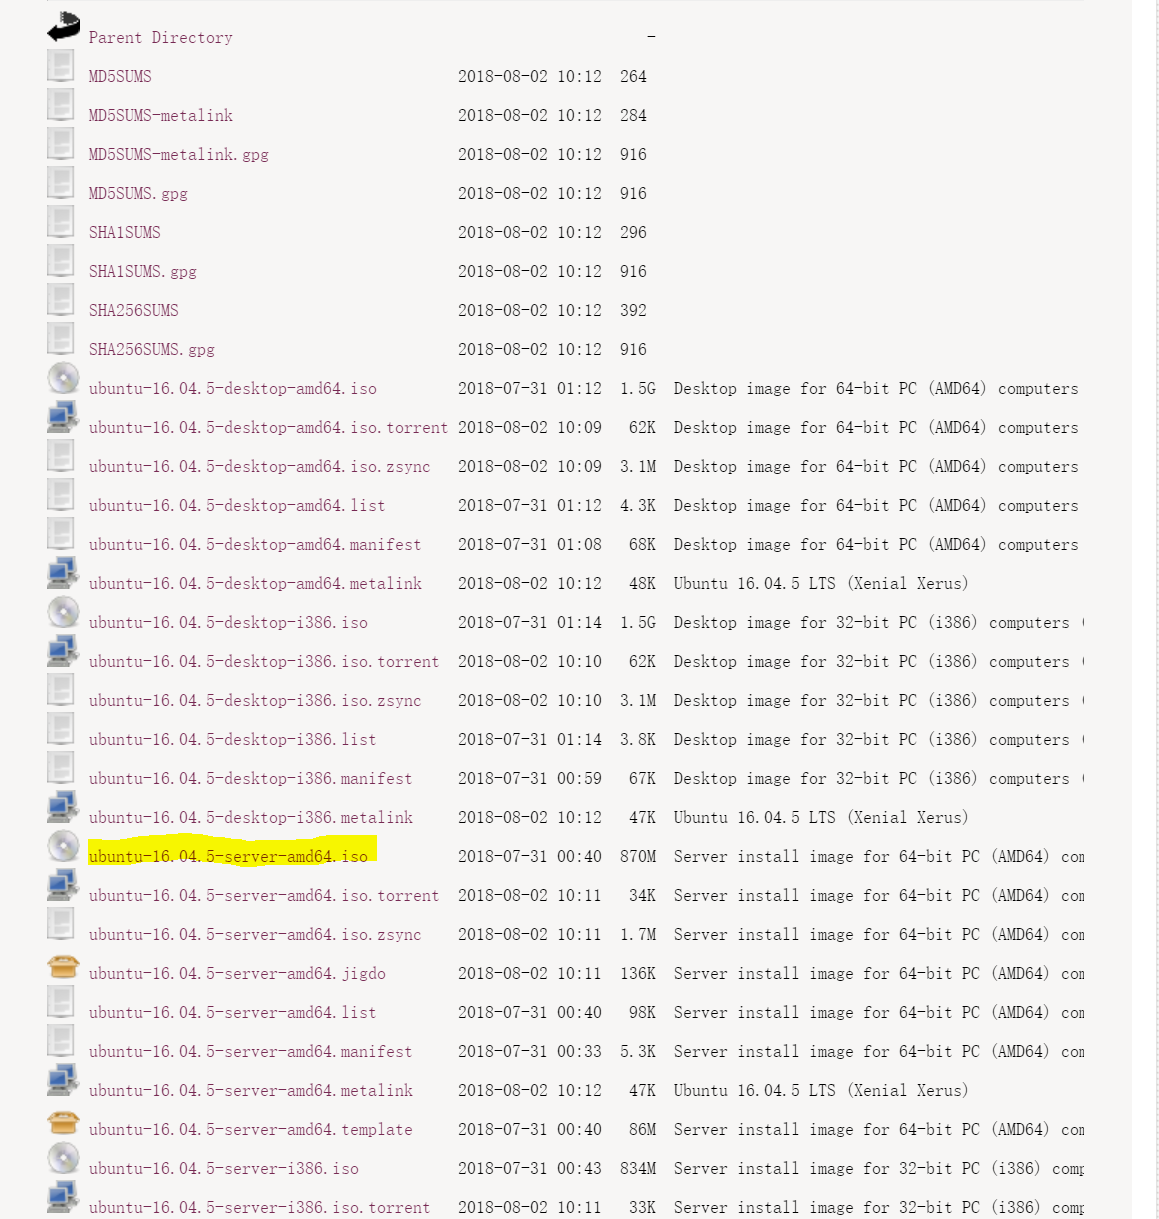 Parent Directory -
MD5SUMS 2018-08-02 10:12 264
MD5SUMS-metalink 2018-08-02 10:12 284
MD5SUMS-metalink.gpg 2018-08-02 10:12 916
MD5SUMS.gpg 2018-08-02 10:12 916
SHA1SUMS 2018-08-02 10:12 296
SHA1SUMS.gpg 2018-08-02 10:12 916
SHA256SUMS 2018-08-02 10:12 392
SHA256SUMS.gpg 2018-08-02 10:12 916
ubuntu-16.04.5-desktop-amd64.iso 2018-07-31 01:12 1.5G Desktop image for 64-bit PC (AMD64) computers
ubuntu-16.04.5-desktop-amd64.iso.torrent 2018-08-02 10:09 62K Desktop image for 64-bit PC (AMD64) computers
ubuntu-16.04.5-desktop-amd64.iso.zsync 2018-08-02 10:09 3.1M Desktop image for 64-bit PC (AMD64) computers
ubuntu-16.04.5-desktop-amd64.list 2018-07-31 01:12 4.3K Desktop image for 64-bit PC (AMD64) computers
ubuntu-16.04.5-desktop-amd64.manifest 2018-07-31 01:08 68K Desktop image for 64-bit PC (AMD64) computers
ubuntu-16.04.5-desktop-amd64.metalink 2018-08-02 10:12 48K Ubuntu 16.04.5 LTS (Xenial Xerus)
ubuntu-16.04.5-desktop-i386.iso 2018-07-31 01:14 1.5G Desktop image for 32-bit PC (i386) computers (
ubuntu-16.04.5-desktop-i386.iso.torrent 2018-08-02 10:10 62K Desktop image for 32-bit PC (i386) computers (
ubuntu-16.04.5-desktop-i386.iso.zsync 2018-08-02 10:10 3.1M Desktop image for 32-bit PC (i386) computers (
ubuntu-16.04.5-desktop-i386.list 2018-07-31 01:14 3.8K Desktop image for 32-bit PC (i386) computers (
ubuntu-16.04.5-desktop-i386.manifest 2018-07-31 00:59 67K Desktop image for 32-bit PC (i386) computers (
ubuntu-16.04.5-desktop-i386.metalink 2018-08-02 10:12 47K Ubuntu 16.04.5 LTS (Xenial Xerus)
ubuntu-16.04.5-server-amd64.iso 2018-07-31 00:40 870M Server install image for 64-bit PC (AMD64) com
ubuntu-16.04.5-server-amd64.iso.torrent 2018-08-02 10:11 34K Server install image for 64-bit PC (AMD64) com
ubuntu-16.04.5-server-amd64.iso.zsync 2018-08-02 10:11 1.7M Server install image for 64-bit PC (AMD64) com
ubuntu-16.04.5-server-amd64.jigdo 2018-08-02 10:11 136K Server install image for 64-bit PC (AMD64) com
ubuntu-16.04.5-server-amd64.list 2018-07-31 00:40 98K Server install image for 64-bit PC (AMD64) com
ubuntu-16.04.5-server-amd64.manifest 2018-07-31 00:33 5.3K Server install image for 64-bit PC (AMD64) com
ubuntu-16.04.5-server-amd64.metalink 2018-08-02 10:12 47K Ubuntu 16.04.5 LTS (Xenial Xerus)
ubuntu-16.04.5-server-amd64.template 2018-07-31 00:40 86M Server install image for 64-bit PC (AMD64) com
ubuntu-16.04.5-server-i386.iso 2018-07-31 00:43 834M Server install image for 32-bit PC (i386) comp
ubuntu-16.04.5-server-i386.iso.torrent 2018-08-02 10:11 33K Server install image for 32-bit PC (i386) comp